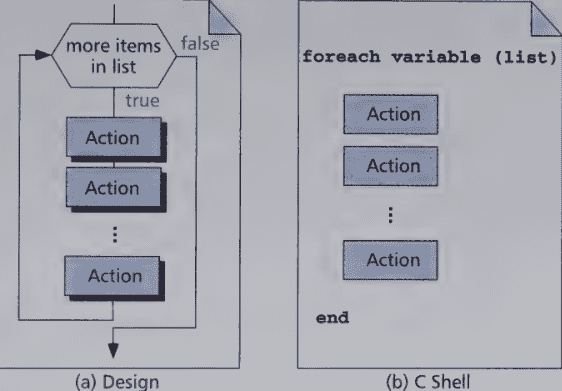 more items
in list
false
true
Action
Action
⋮
Action
(a) Design
foreach variable (list)
Action
Action
⋮
Action
end
(b) C Shell